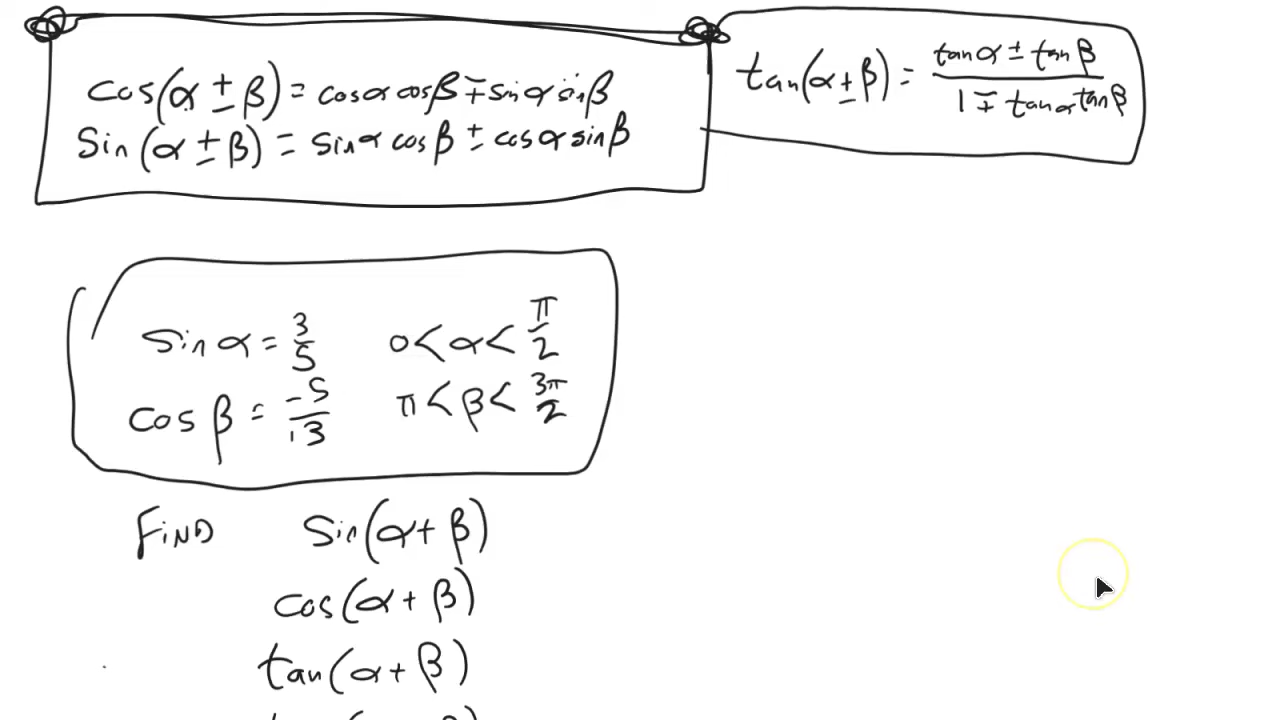 cos(α ± β) = cosα cosβ ∓ sinα sinβ
Sin(α ± β) = sinα cosβ ± cosα sinβ
tan(α ± β) = (tanα ± tanβ) / (1 ∓ tanα tanβ)
Sin α = 3/5   0 < α < π/2
cos β = -5/13   π < β < 3π/2
FIND Sin(α + β)
cos(α + β)
tan(α + β)